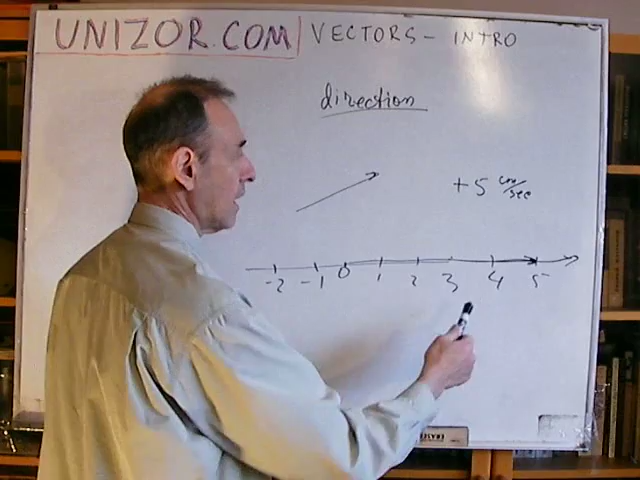 UNIZOR.COM | VECTORS - INTRO
direction
+5 cm/sec
-2 -1 0 1 2 3 4 5